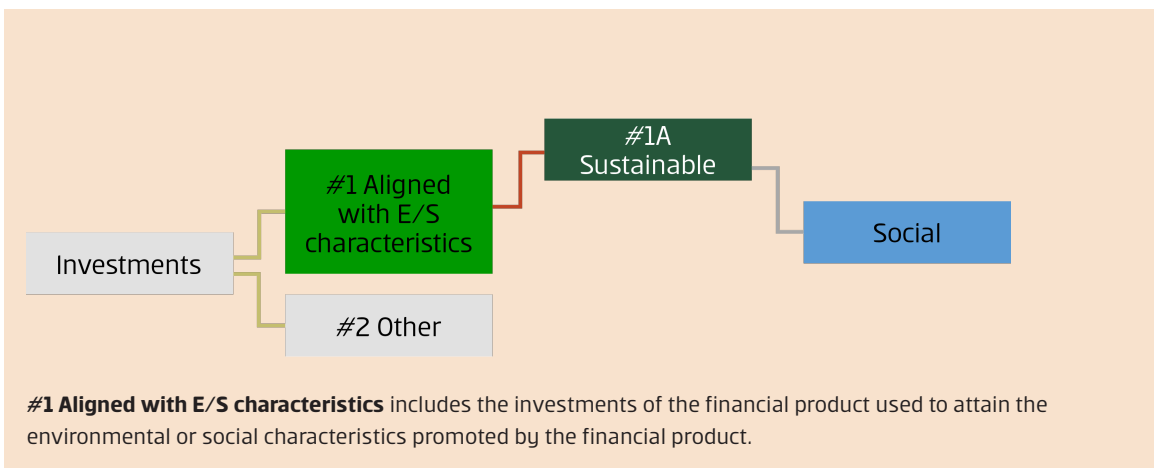 #1A
Sustainable
#1 Aligned
with E/S
characteristics
Social
Investments
#2 Other
#1 Aligned with E/S characteristics includes the investments of the financial product used to attain the
environmental or social characteristics promoted by the financial product.